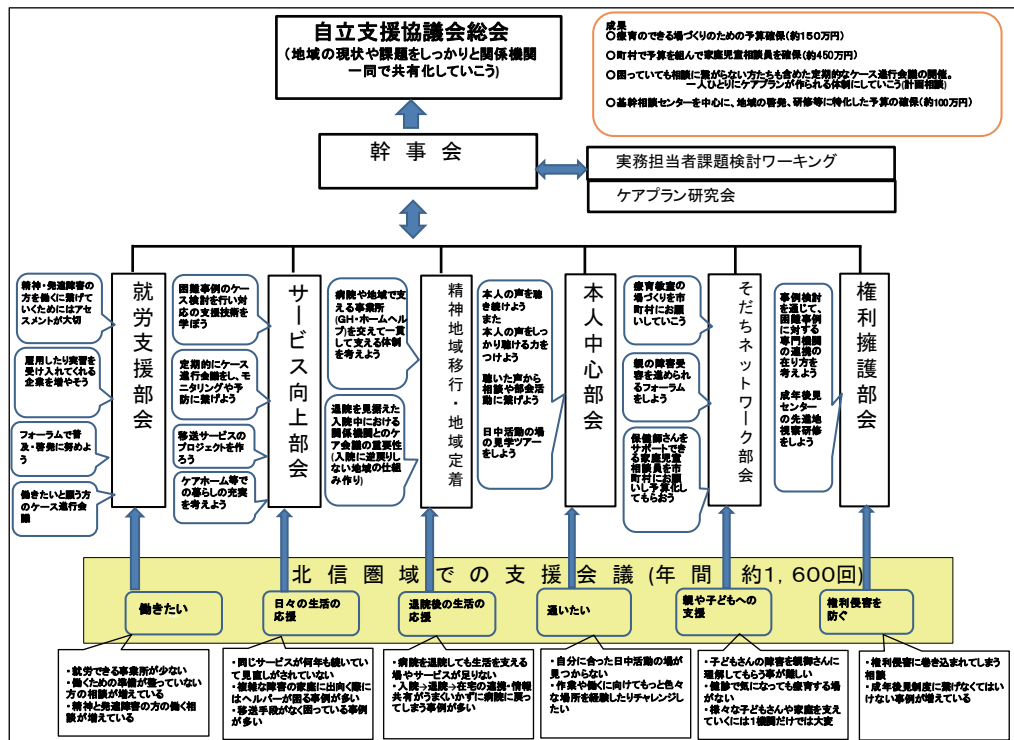 自立支援協議会総会
(地域の現状や課題をしっかりと関係機関
一同で共有化していこう)
成果
○療育のできる場づくりのための予算確保(約150万円)
○町村で予算を組んで家庭児童相談員を確保(約450万円)
○困っていても相談に繋がらない方たちも含めた定期的なケース進行会議の開催。
一人ひとりにケアプランが作られる体制にしていこう(計画相談)
○基幹相談センターを中心に、地域の啓発、研修等に特化した予算の確保(約100万円)
幹 事 会
実務担当者課題検討ワーキング
ケアプラン研究会
精神・発達障害の
方を働くに繋げて
いくためにはアセ
スメントが大切
雇用したり実習を
受け入れてくれる
企業を増やそう
フォーラムで普
及・啓発に努めよ
う
働きたいと願う方
のケース進行会
議
就労支援部会
困難事例のケー
ス検討を行い対
応の支援技術を
学ぼう
定期的にケース
進行会議をし、モ
ニタリングや予
防に繋げよう
移送サービスの
プロジェクトを作
ろう
ケアホーム等で
の暮らしの充実
を考えよう
サービス向上部会
病院や地域で支
える事業所
(GH・ホームヘル
プ)を交えて一貫
して支える体制を
考えよう
退院を見据えた
入院中における
関係機関とのケ
ア会議の重要性
(入院に逆戻りし
ない地域の仕組
み作り)
精神地域移行・地域定着
本人の声を聴
き続けよう
また
本人の声をしっ
かり聴ける力を
つけよう
聴いた声から
相談や部会活
動に繋げよう
日中活動の場
の見学ツアー
をしよう
本人中心部会
療育教室の
場づくりを市
町村にお願
いしていこう
親の障害受
容を進められ
るフォーラム
をしよう
保健師さんを
サポートでき
る家庭児童
相談員を市
町村にお願
いし予算化し
てもらおう
そだちネットワーク部会
事例検討
を通じて、
困難事例
に対する
専門機関
の連携の
在り方を
考えよう
成年後見
センター
の先進地
視察研修
をしよう
権利擁護部会
北信圏域での支援会議(年間 約1,600回)
働きたい
日々の生活の
応援
退院後の生活の
応援
通いたい
親や子どもへの
支援
権利侵害を
防ぐ
・就労できる事業所が少ない
・働くための準備が整っていない
方の相談が増えている
・精神と発達障害の方の働く相
談が増えている
・同じサービスが何年も続いてい
て見直しがされていない
・複雑な障害の家庭に出向く際に
はヘルパーが困る事例が多い
・移送手段がなく困っている事例
が多い
・病院を退院しても生活を支える
場やサービスが足りない
・入院っ退院っ在宅の連携・情報
共有がうまくいかずに病院に戻っ
てしまう事例が多い
・自分に合った日中活動の場が
見つからない
・作業や働くに向けてもっと色々
な場所を経験したりチャレンジし
たい
・子どもさんの障害を親御さんに
理解してもらう事が難しい
・健診で気になっても療育する場
がない
・様々な子どもさんや家庭を支え
ていくには1機関だけでは大変
・権利侵害に巻き込まれてしまう
相談
・成年後見制度に繋げなくてはい
けない事例が増えている